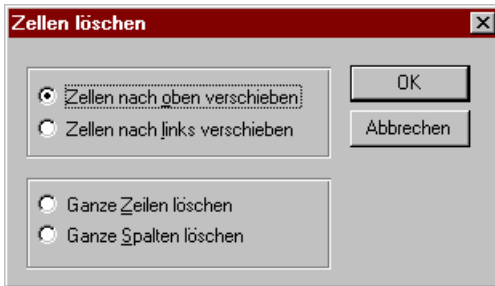 Zellen löschen
Zellen nach oben verschieben
OK
Zellen nach links verschieben
Abbrechen
Ganze Zeilen löschen
Ganze Spalten löschen